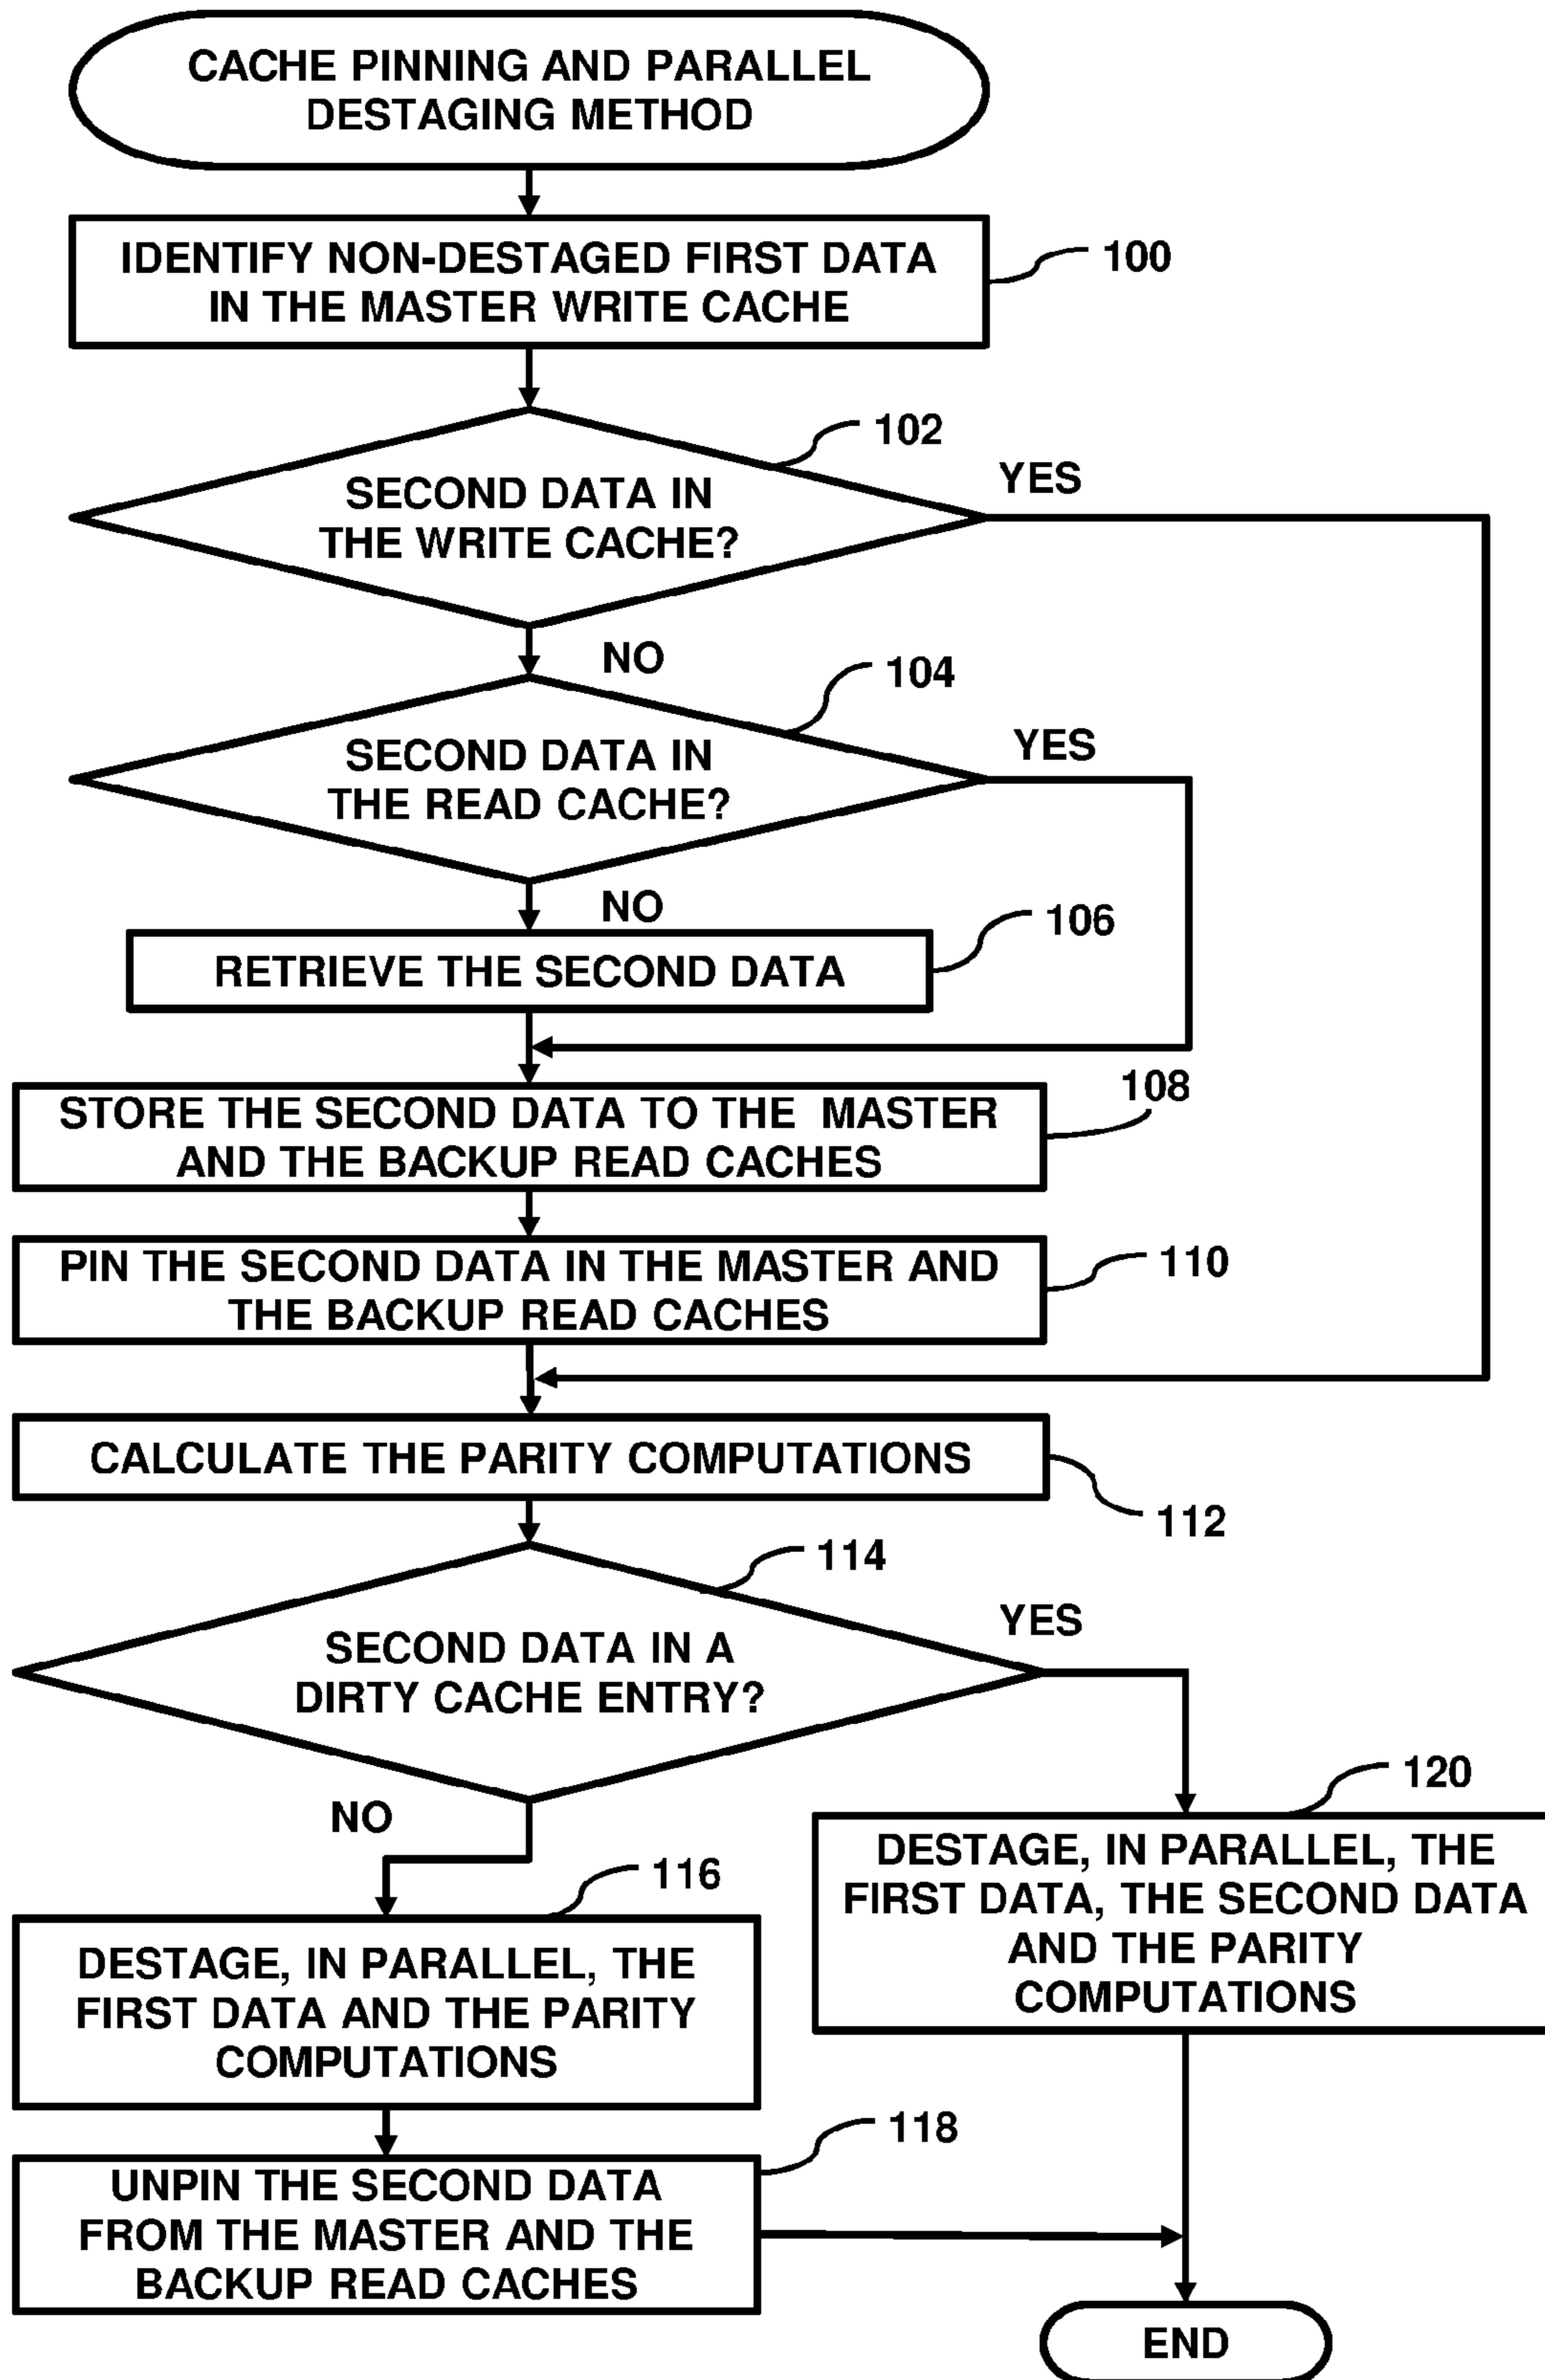 CACHE PINNING AND PARALLEL
DESTAGING METHOD
IDENTIFY NON-DESTAGED FIRST DATA
IN THE MASTER WRITE CACHE
100
102
SECOND DATA IN
THE WRITE CACHE?
YES
NO
104
SECOND DATA IN
THE READ CACHE?
YES
NO
106
RETRIEVE THE SECOND DATA
108
STORE THE SECOND DATA TO THE MASTER
AND THE BACKUP READ CACHES
PIN THE SECOND DATA IN THE MASTER AND
THE BACKUP READ CACHES
110
CALCULATE THE PARITY COMPUTATIONS
112
114
SECOND DATA IN A
DIRTY CACHE ENTRY?
YES
NO
120
DESTAGE, IN PARALLEL, THE
FIRST DATA, THE SECOND DATA
AND THE PARITY
COMPUTATIONS
116
DESTAGE, IN PARALLEL, THE
FIRST DATA AND THE PARITY
COMPUTATIONS
118
UNPIN THE SECOND DATA
FROM THE MASTER AND THE
BACKUP READ CACHES
END